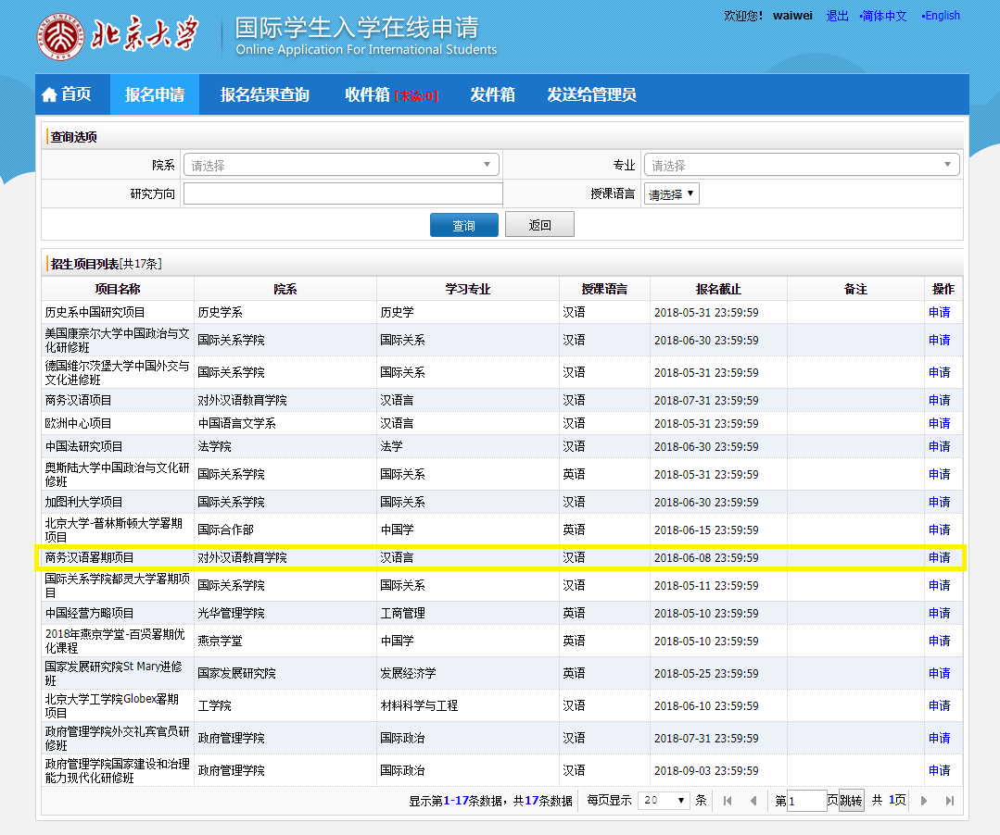 欢迎您! waiwei 退出 •简体中文 •English
PEKING UNIVERSITY 1898
北京大学
国际学生入学在线申请
Online Application For International Students
首页 报名申请 报名结果查询 收件箱 [未读:0] 发件箱 发送给管理员
查询选项
院系 请选择 专业 请选择
研究方向 授课语言 请选择
查询 返回
招生项目列表[共17条]
项目名称 院系 学习专业 授课语言 报名截止 备注 操作
历史系中国研究项目 历史学系 历史学 汉语 2018-05-31 23:59:59 申请
美国康奈尔大学中国政治与文
化研修班 国际关系学院 国际关系 汉语 2018-06-30 23:59:59 申请
德国维尔茨堡大学中国外交与
文化进修班 国际关系学院 国际关系 汉语 2018-05-31 23:59:59 申请
商务汉语项目 对外汉语教育学院 汉语言 汉语 2018-07-31 23:59:59 申请
欧洲中心项目 中国语言文学系 汉语言 汉语 2018-05-31 23:59:59 申请
中国法研究项目 法学院 法学 汉语 2018-06-30 23:59:59 申请
奥斯陆大学中国政治与文化研
修班 国际关系学院 国际关系 英语 2018-05-31 23:59:59 申请
加图利大学项目 国际关系学院 国际关系 汉语 2018-06-30 23:59:59 申请
北京大学-普林斯顿大学暑期
项目 国际合作部 中国学 英语 2018-06-15 23:59:59 申请
商务汉语暑期项目 对外汉语教育学院 汉语言 汉语 2018-06-08 23:59:59 申请
国际关系学院都灵大学暑期项
目 国际关系学院 国际关系 汉语 2018-05-11 23:59:59 申请
中国经营方略项目 光华管理学院 工商管理 英语 2018-05-10 23:59:59 申请
2018年燕京学堂-百贤暑期优
化课程 燕京学堂 中国学 英语 2018-05-10 23:59:59 申请
国家发展研究院St Mary进修
班 国家发展研究院 发展经济学 英语 2018-05-25 23:59:59 申请
北京大学工学院Globex暑期
项目 工学院 材料科学与工程 汉语 2018-06-10 23:59:59 申请
政府管理学院外交礼宾官员研
修班 政府管理学院 国际政治 汉语 2018-07-31 23:59:59 申请
政府管理学院国家建设和治理
能力现代化研修班 政府管理学院 国际政治 汉语 2018-09-03 23:59:59 申请
显示第1-17条数据，共17条数据 每页显示 20 条 第1页 跳转 共 1页